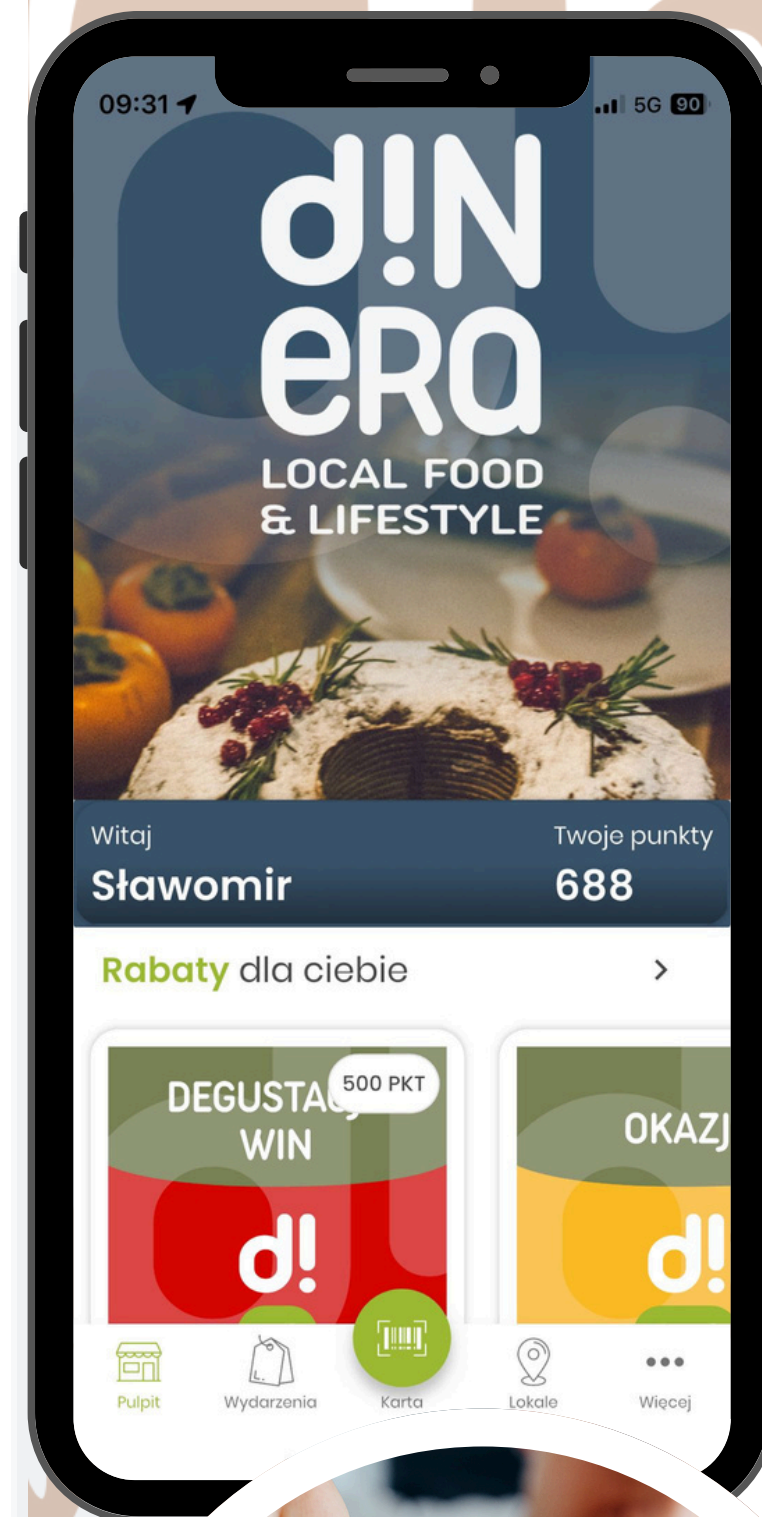 09:31
5G 90
d!N
eRa
LOCAL FOOD
& LIFESTYLE
Witaj
Twoje punkty
Sławomir
688
Rabaty dla ciebie
500 PKT
WIN
d!
d!
Pulpit
Wydarzenia
Karta
Lokale
Więcej